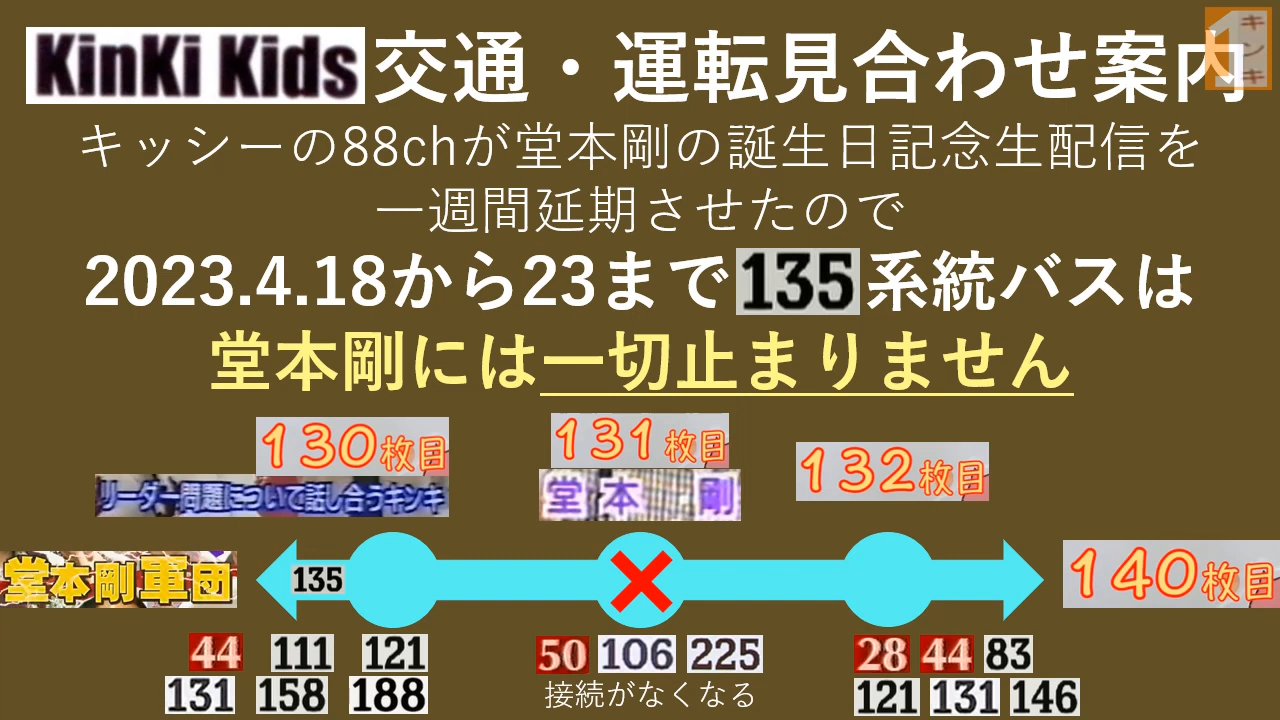 KinKi Kids交通・運転見合わせ案内
キンキ
キッシーの88chが堂本剛の誕生日記念生配信を
一週間延期させたので
2023.4.18から23まで135系統バスは
堂本剛には一切止まりません
130枚目
リーダー問題について話し合うキンキ
131枚目
堂本 剛
132枚目
堂本剛軍団
135
140枚目
44 111 121
131 158 188
50 106 225
接続がなくなる
28 44 83
121 131 146